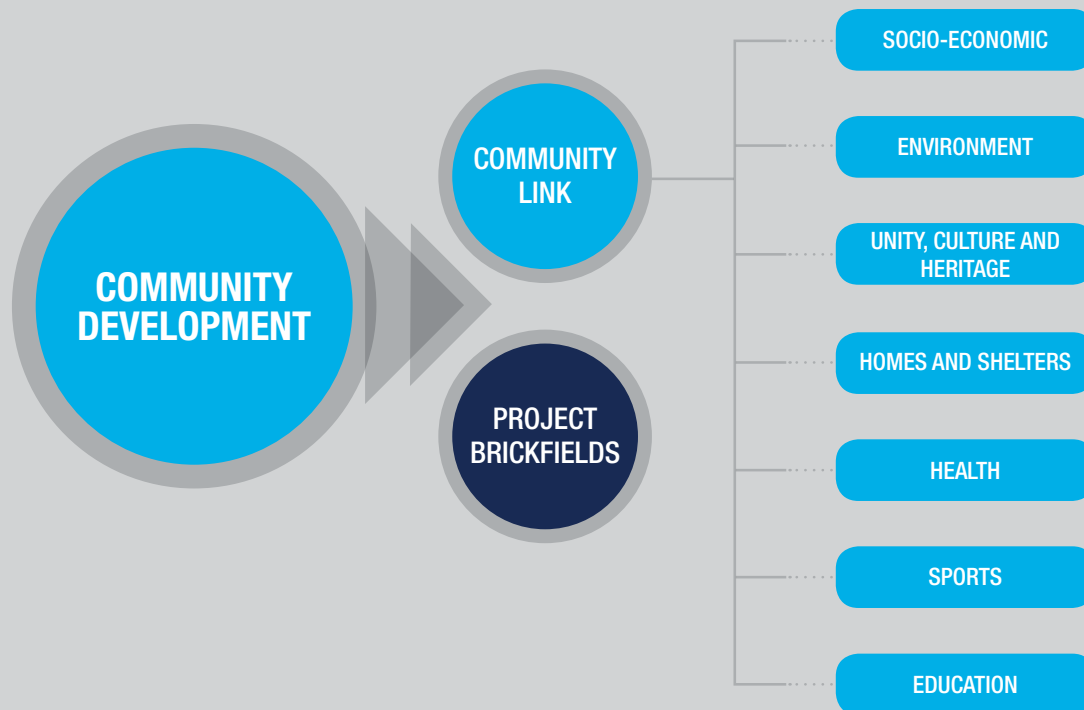 COMMUNITY
DEVELOPMENT
COMMUNITY
LINK
PROJECT
BRICKFIELDS
SOCIO-ECONOMIC
ENVIRONMENT
UNITY, CULTURE AND
HERITAGE
HOMES AND SHELTERS
HEALTH
SPORTS
EDUCATION